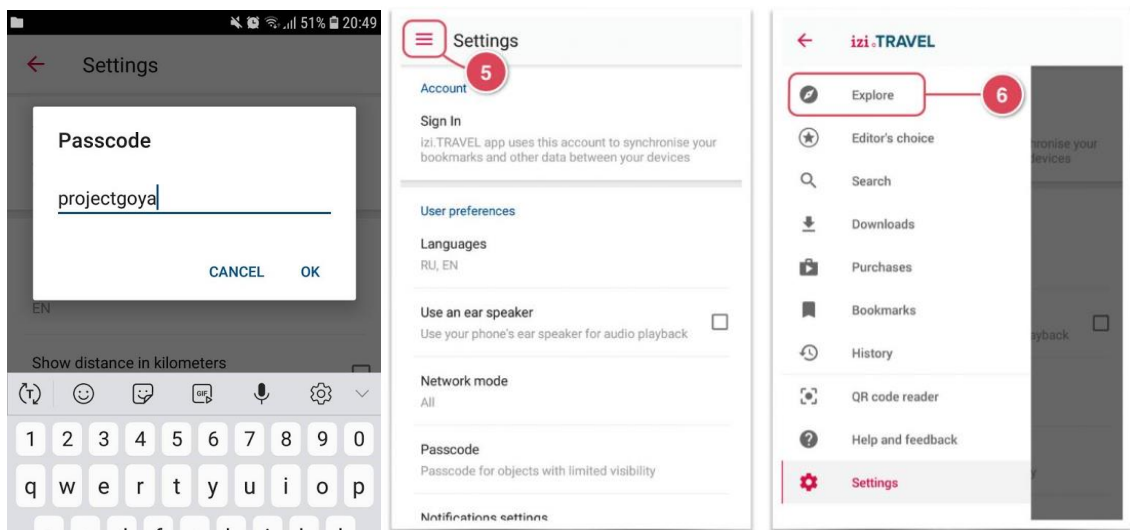 51% 20:49
Settings
Passcode
projectgoya
CANCEL OK
EN
Show distance in kilometers
GIF
1 2 3 4 5 6 7 8 9 0
q w e r t y u i o p
Settings
5
Account
Sign In
izi.TRAVEL app uses this account to synchronise your
bookmarks and other data between your devices
User preferences
Languages
RU, EN
Use an ear speaker
Use your phone's ear speaker for audio playback
Network mode
All
Passcode
Passcode for objects with limited visibility
Notifications settings
izi.TRAVEL
Explore
6
Editor's choice
Search
Downloads
Purchases
Bookmarks
History
QR code reader
Help and feedback
Settings